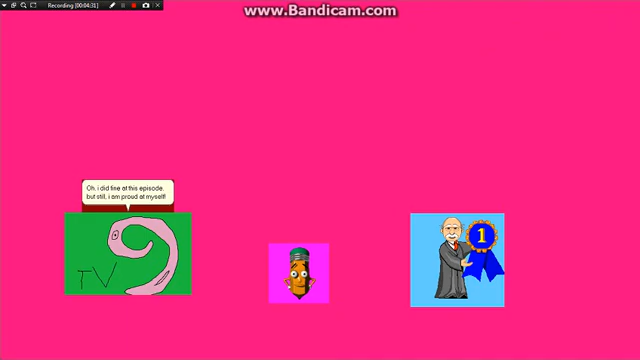 Recording [00:04:31]
www.Bandicam.com
Oh, i did fine at this episode,
but still, i am proud at myself!
TV
1